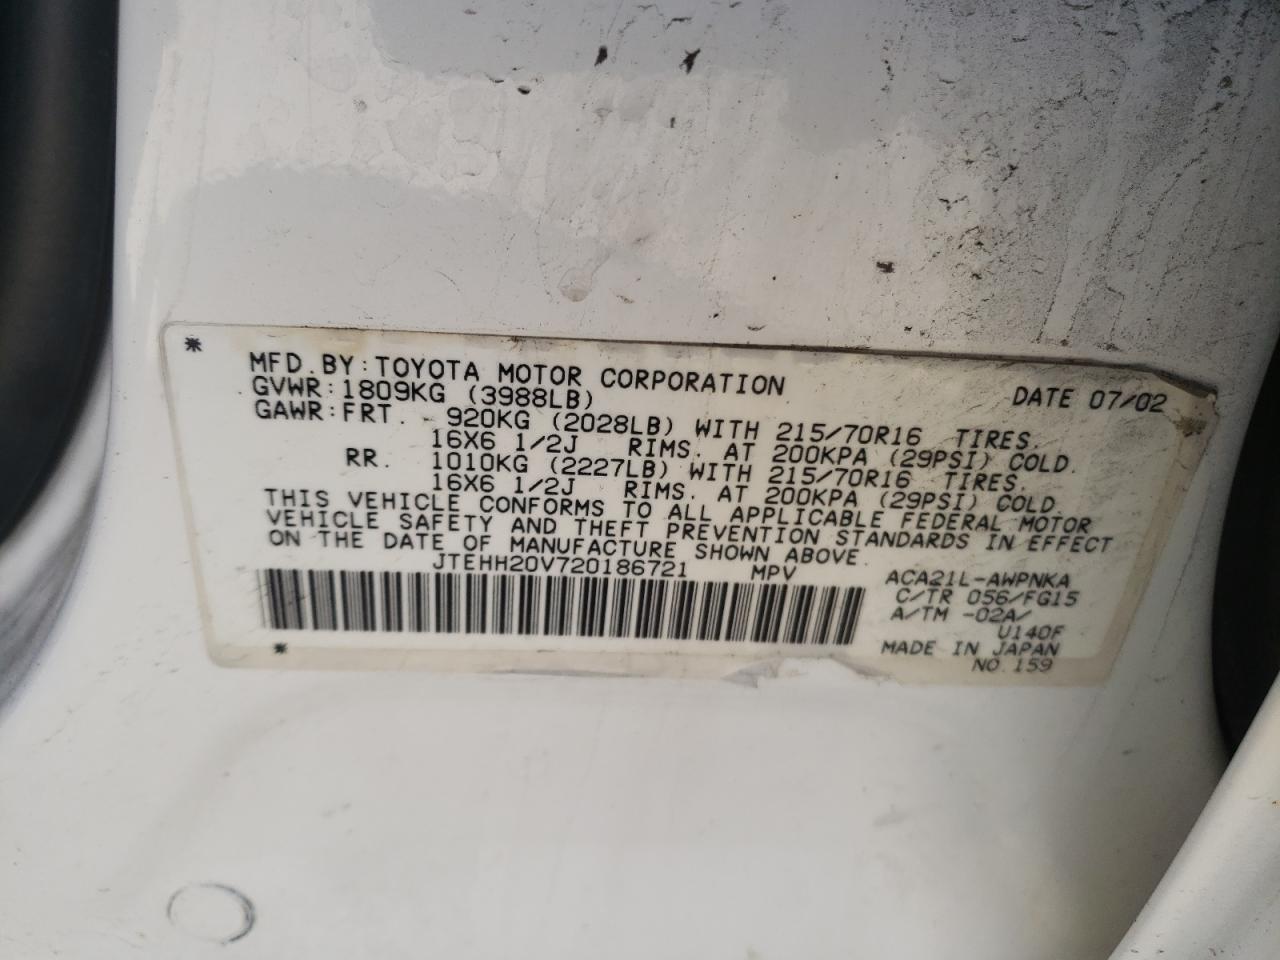 *
MFD.BY:TOYOTA MOTOR CORPORATION DATE 07/02
GVWR:1809KG (3988LB)
GAWR:FRT. 920KG (2028LB) WITH 215/70R16 TIRES.
16X6 1/2J RIMS. AT 200KPA (29PSI) COLD.
RR. 1010KG (2227LB) WITH 215/70R16 TIRES.
16X6 1/2J RIMS. AT 200KPA (29PSI) COLD.
THIS VEHICLE CONFORMS TO ALL APPLICABLE FEDERAL MOTOR
VEHICLE SAFETY AND THEFT PREVENTION STANDARDS IN EFFECT
ON THE DATE OF MANUFACTURE SHOWN ABOVE.
JTEHH20V720186721 MPV
ACA21L-AWPNKA
C/TR 056/FG15
A/TM -02A/
U140F
MADE IN JAPAN
NO.159
*